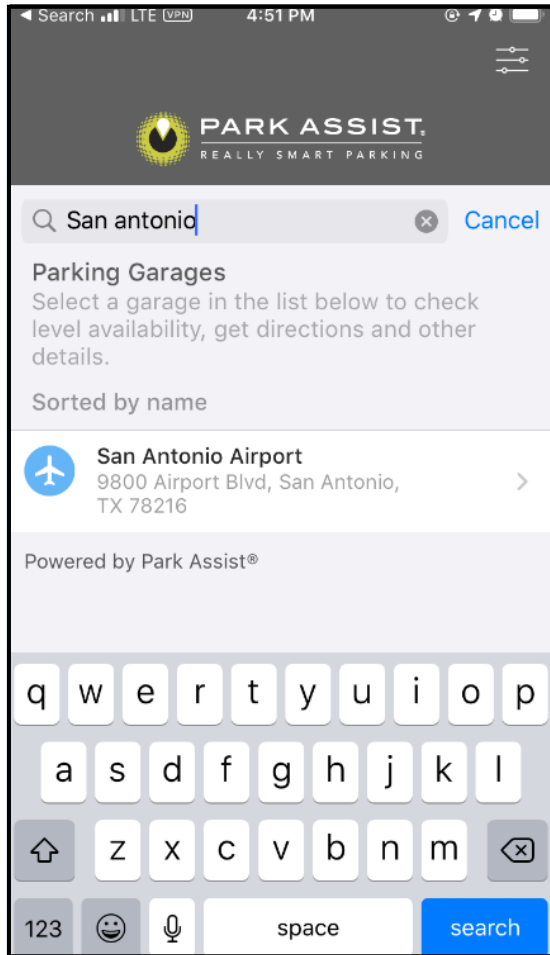 ◀ Search LTE VPN 4:51 PM
PARK ASSIST®
REALLY SMART PARKING
San antonio Cancel
Parking Garages
Select a garage in the list below to check
level availability, get directions and other
details.
Sorted by name
San Antonio Airport
9800 Airport Blvd, San Antonio,
TX 78216
Powered by Park Assist®
q w e r t y u i o p
a s d f g h j k l
z x c v b n m
123 space search